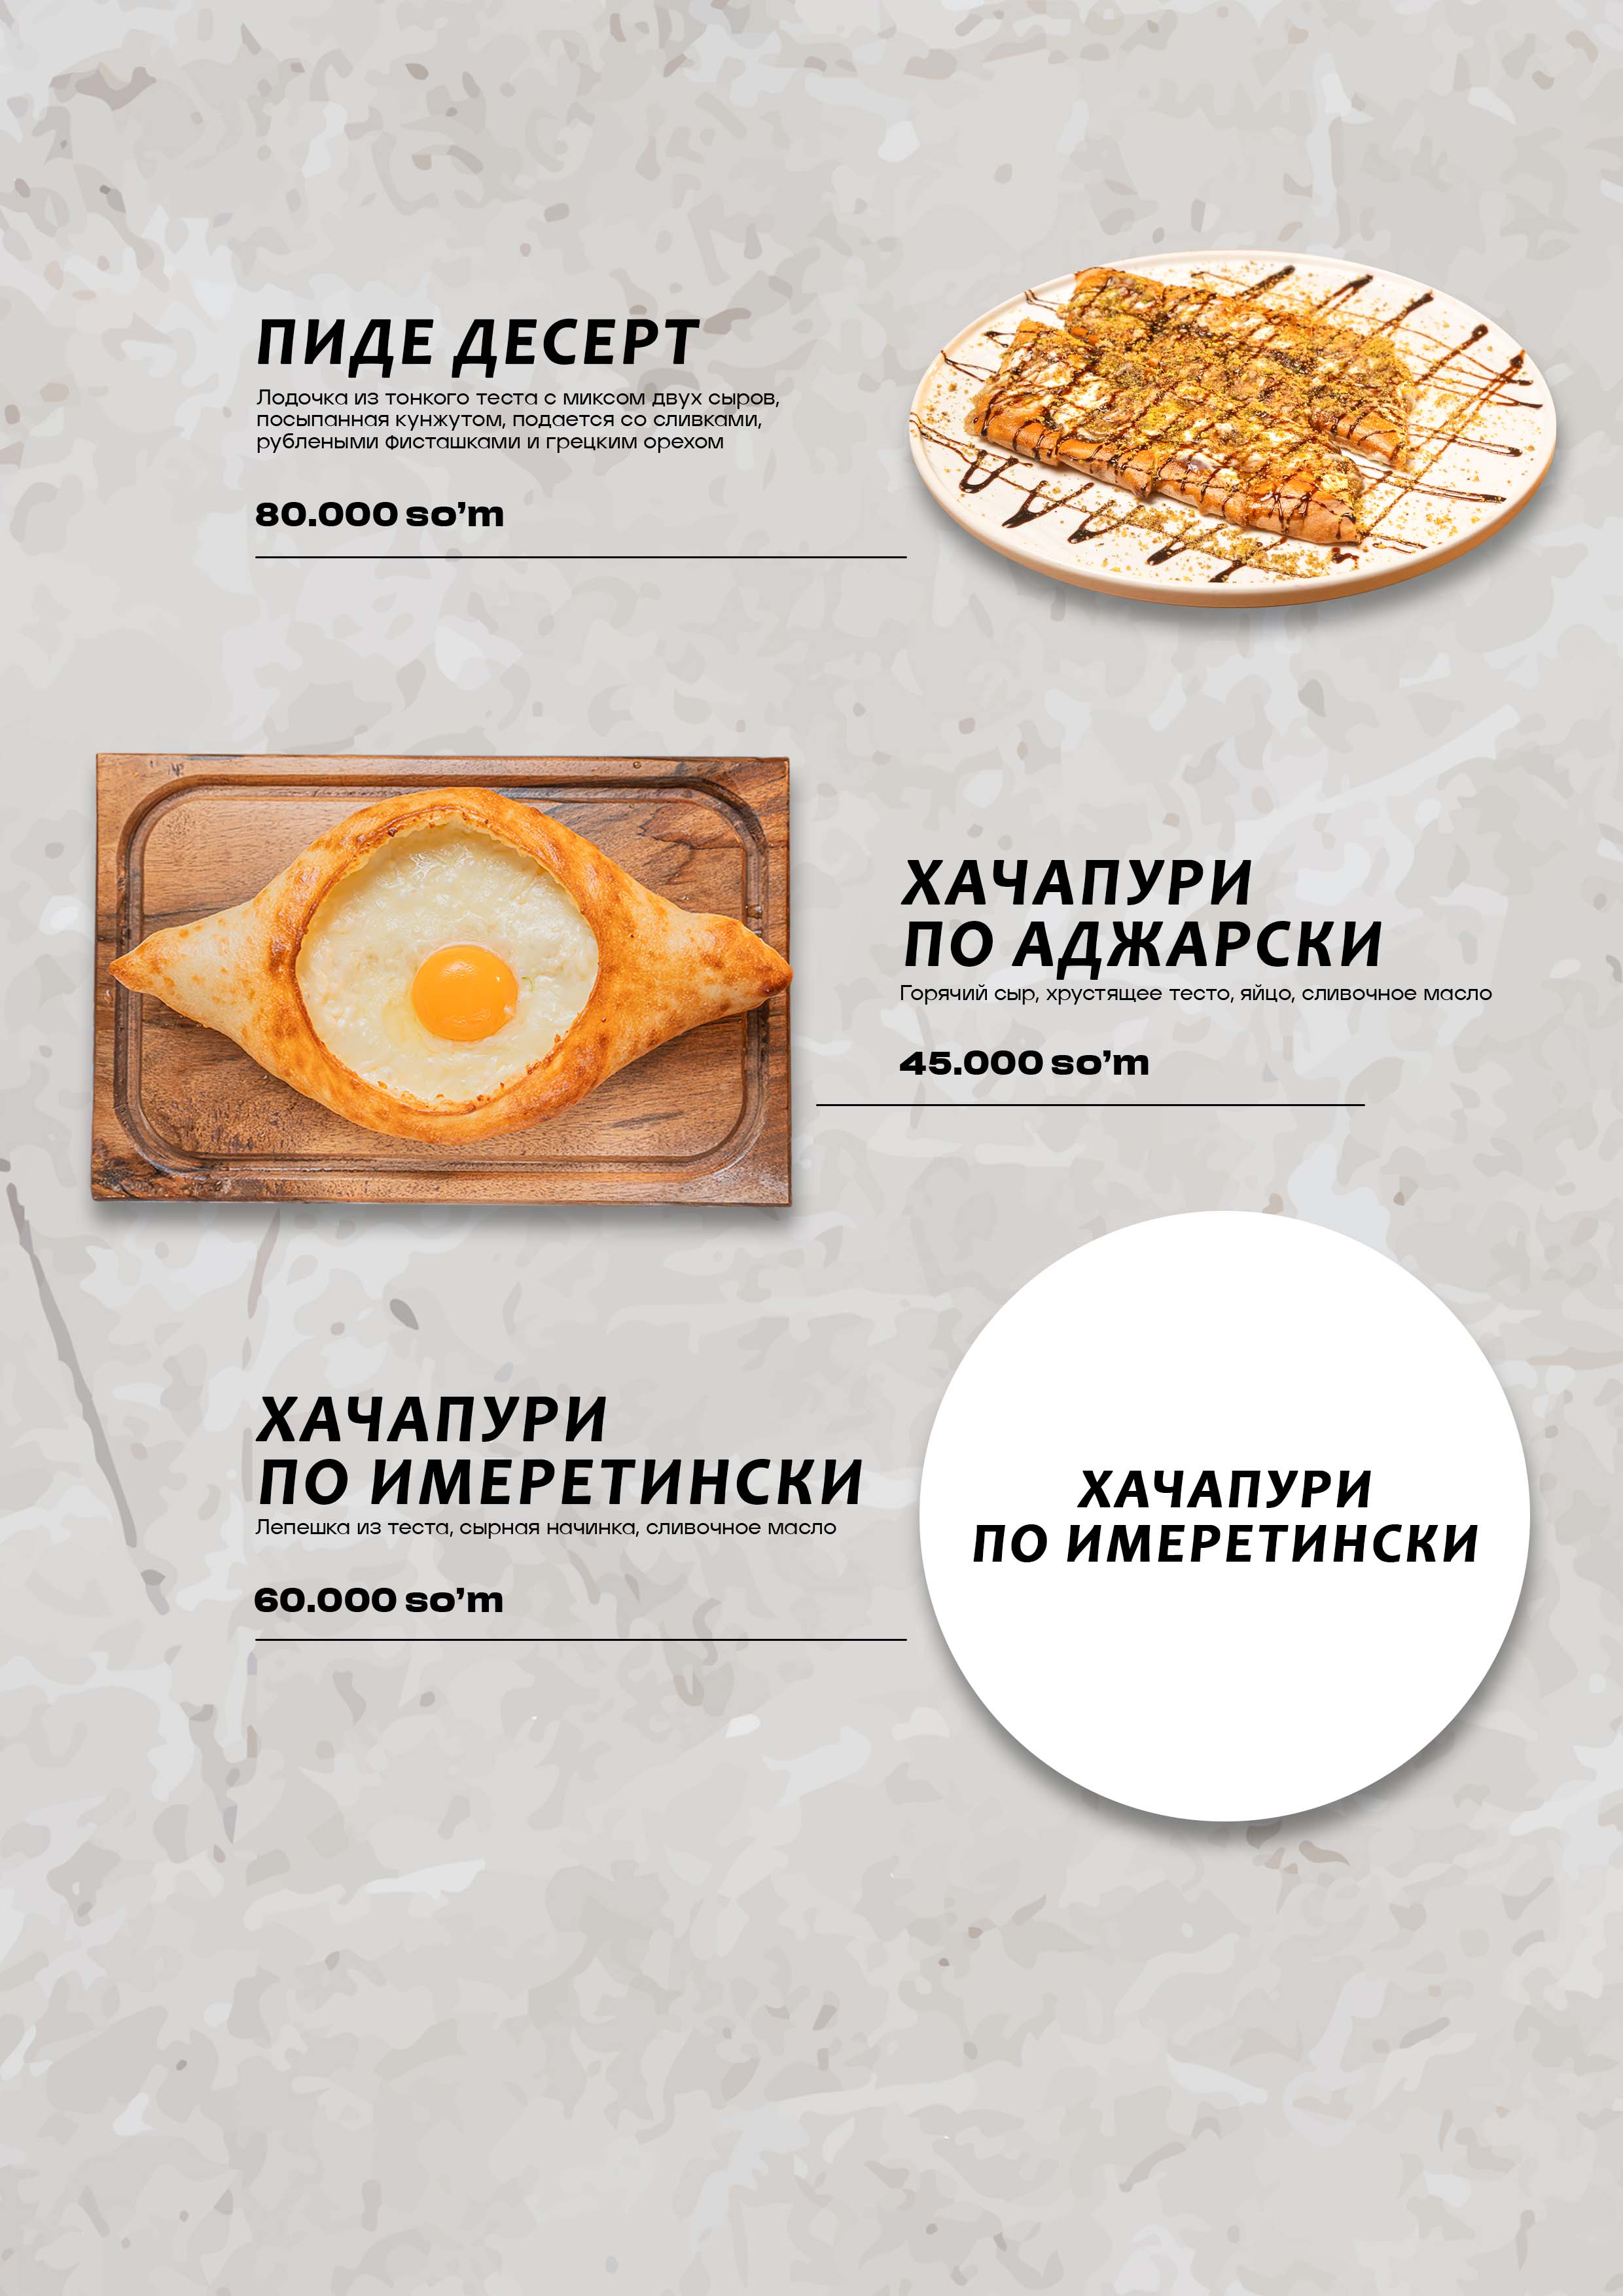 ПИДЕ ДЕСЕРТ
Лодочка из тонкого теста с миксом двух сыров,
посыпанная кунжутом, подается со сливками,
рублеными фисташками и грецким орехом
80.000 so’m
ХАЧАПУРИ
ПО АДЖАРСКИ
Горячий сыр, хрустящее тесто, яйцо, сливочное масло
45.000 so’m
ХАЧАПУРИ
ПО ИМЕРЕТИНСКИ
Лепешка из теста, сырная начинка, сливочное масло
60.000 so’m
ХАЧАПУРИ
ПО ИМЕРЕТИНСКИ